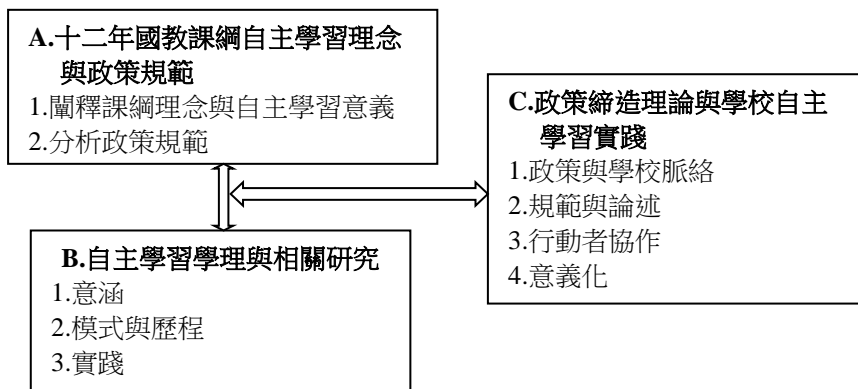 A.十二年國教課綱自主學習理念
與政策規範
1.闡釋課綱理念與自主學習意義
2.分析政策規範
C.政策締造理論與學校自主
學習實踐
1.政策與學校脈絡
2.規範與論述
3.行動者協作
4.意義化
B.自主學習學理與相關研究
1.意涵
2.模式與歷程
3.實踐